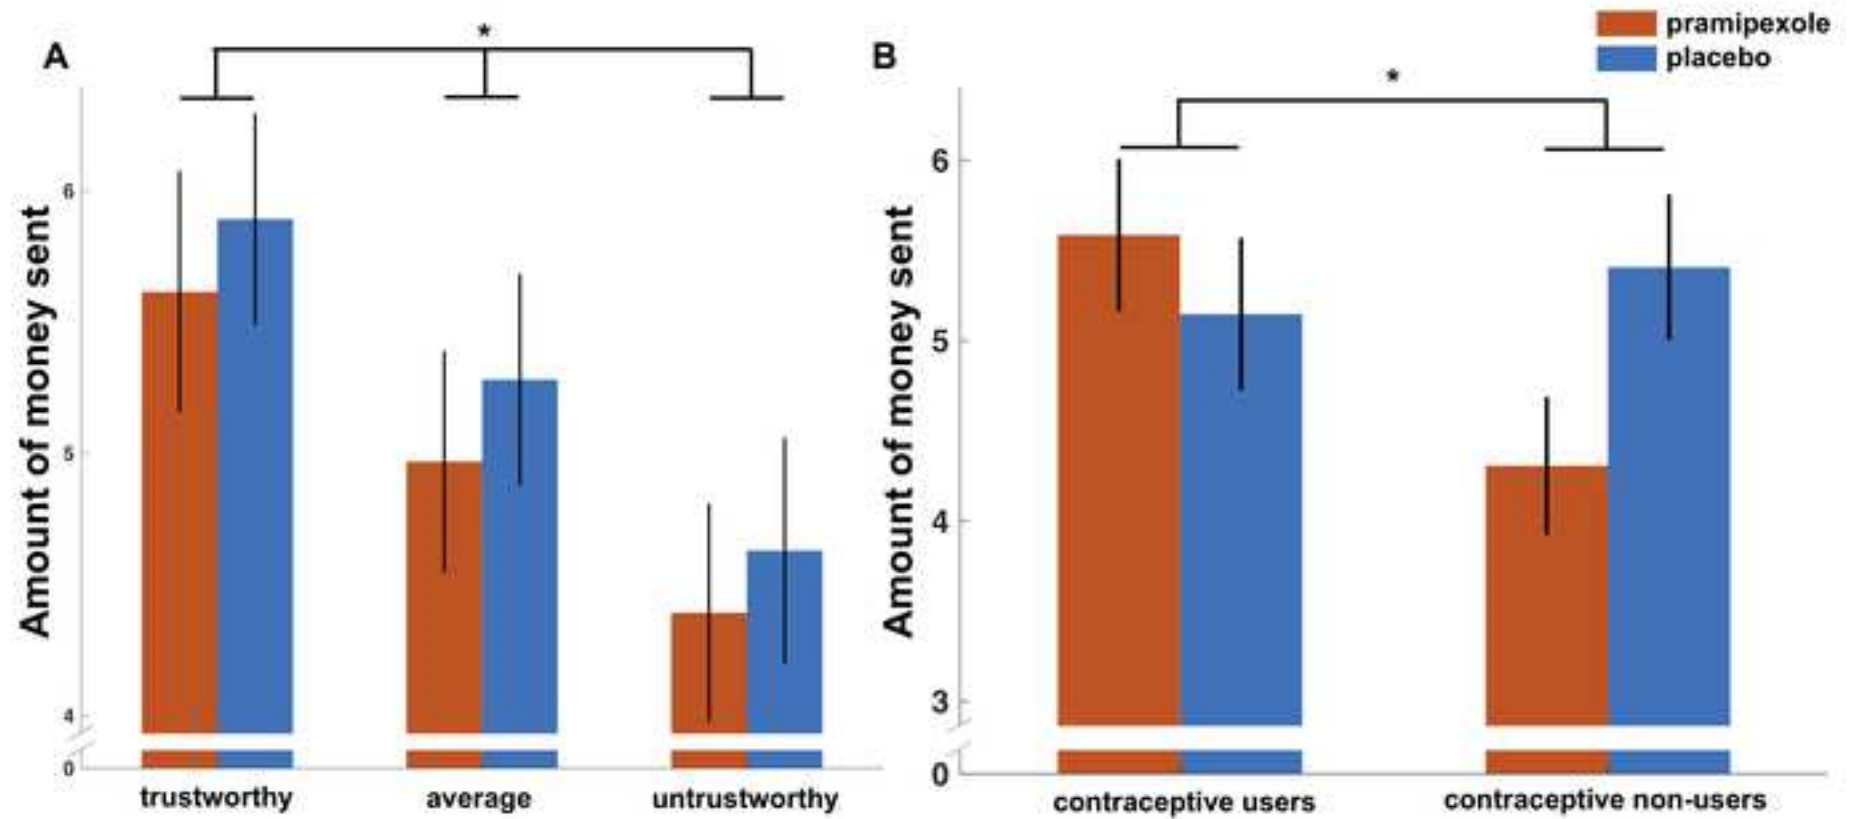 A
*
Amount of money sent
6
5
4
0
trustworthy
average
untrustworthy
B
pramipexole
placebo
*
Amount of money sent
6
5
4
3
0
contraceptive users
contraceptive non-users